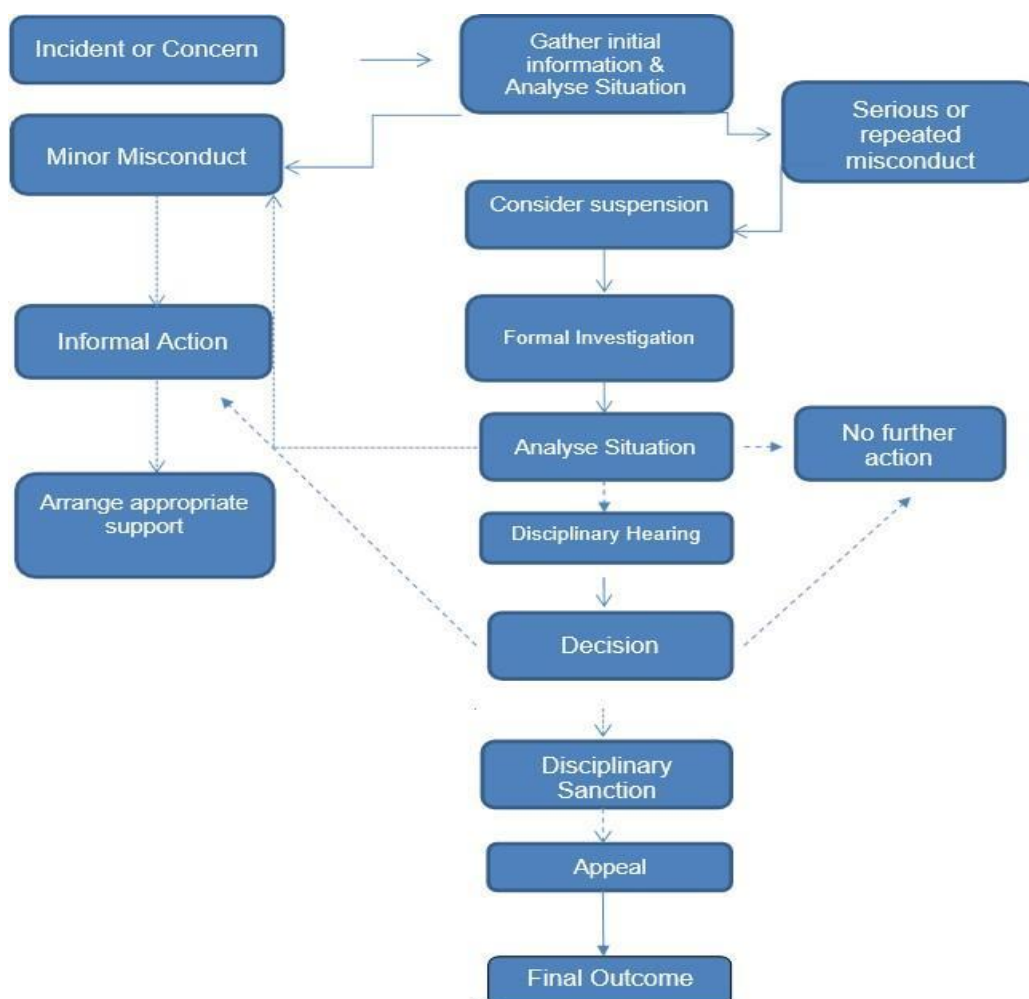 Incident or Concern
Gather initial
information &
Analyse Situation
Serious or
repeated
misconduct
Minor Misconduct
Consider suspension
Informal Action
Formal Investigation
Analyse Situation
No further
action
Arrange appropriate
support
Disciplinary Hearing
Decision
Disciplinary
Sanction
Appeal
Final Outcome